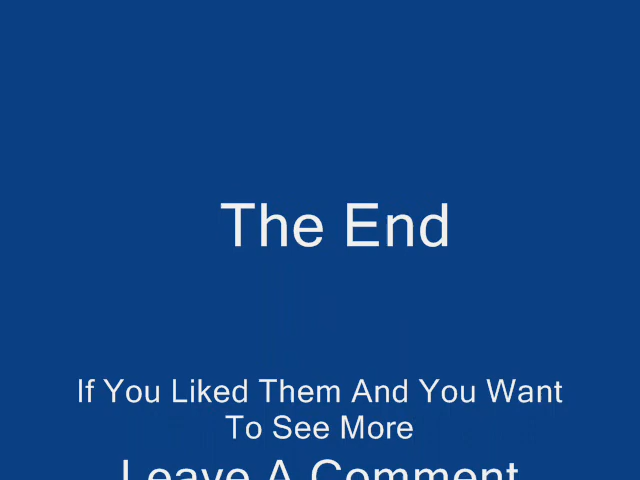 The End
If You Liked Them And You Want
To See More
Leave A Comment